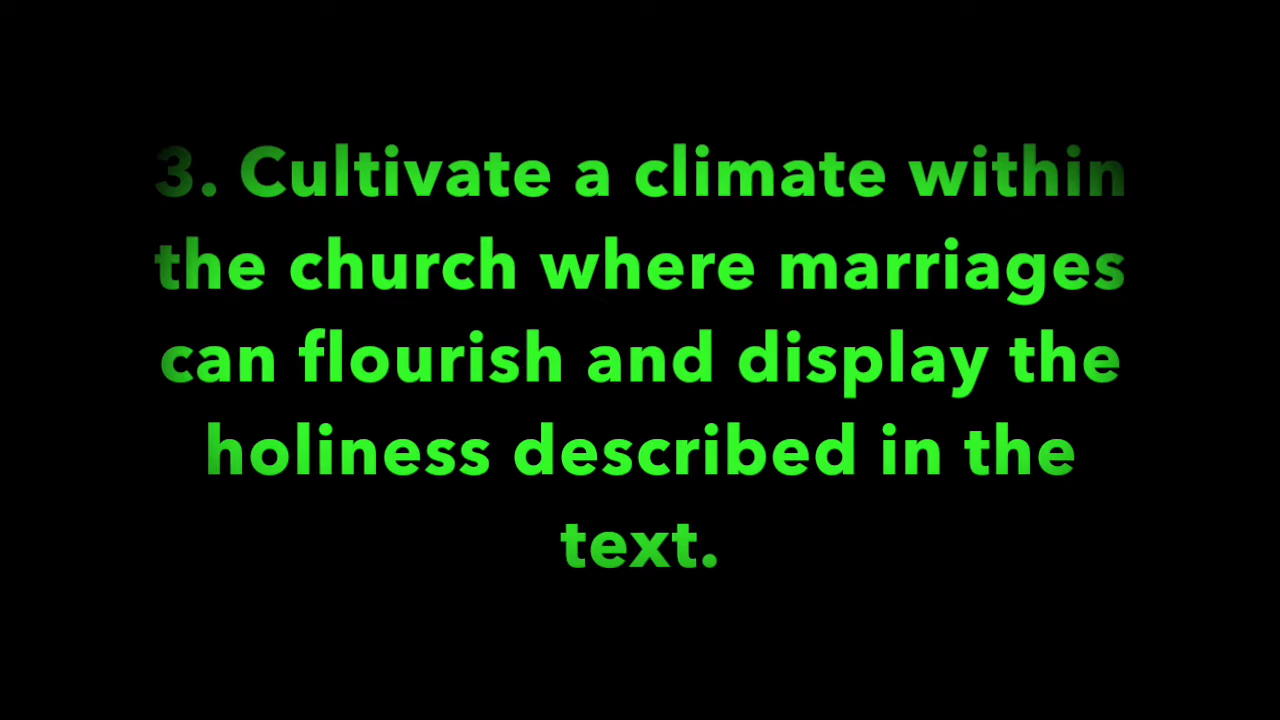 3. Cultivate a climate within
the church where marriages
can flourish and display the
holiness described in the
text.